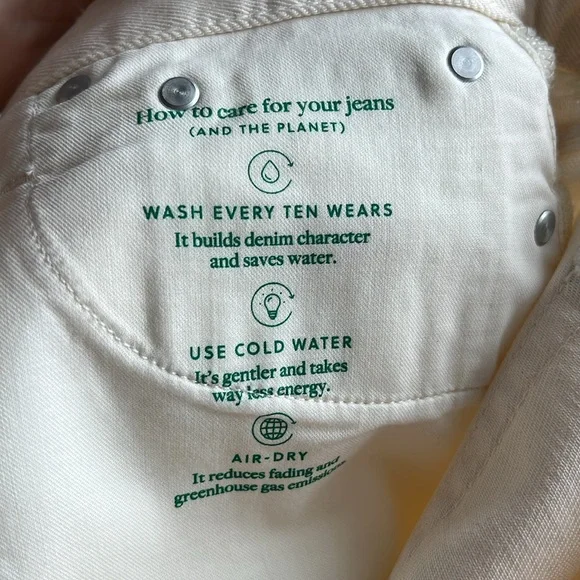 How to care for your jeans
(AND THE PLANET)
WASH EVERY TEN WEARS
It builds denim character
and saves water.
USE COLD WATER
It's gentler and takes
way less energy.
AIR-DRY
It reduces fading and
greenhouse gas emissions